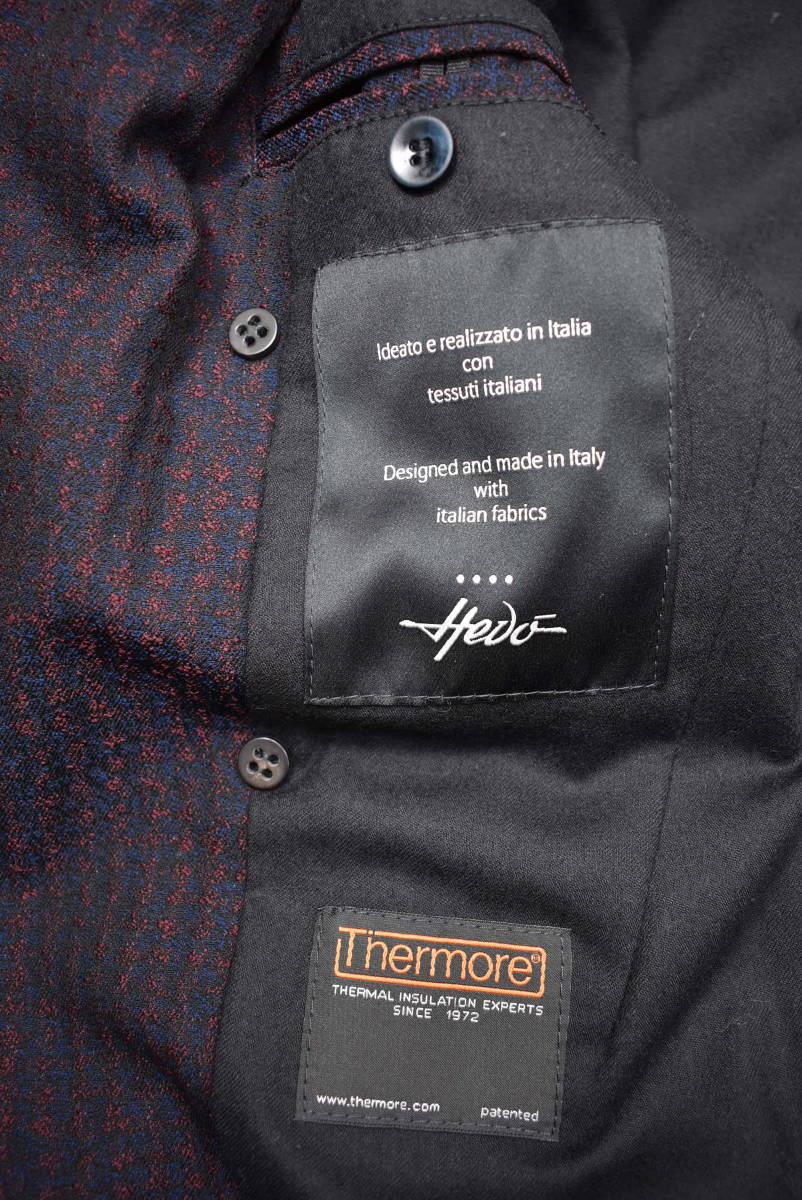 Ideato e realizzato in Italia
con
tessuti italiani
Designed and made in Italy
with
italian fabrics
Hedó
Thermore®
THERMAL INSULATION EXPERTS
SINCE 1972
www.thermore.com patented